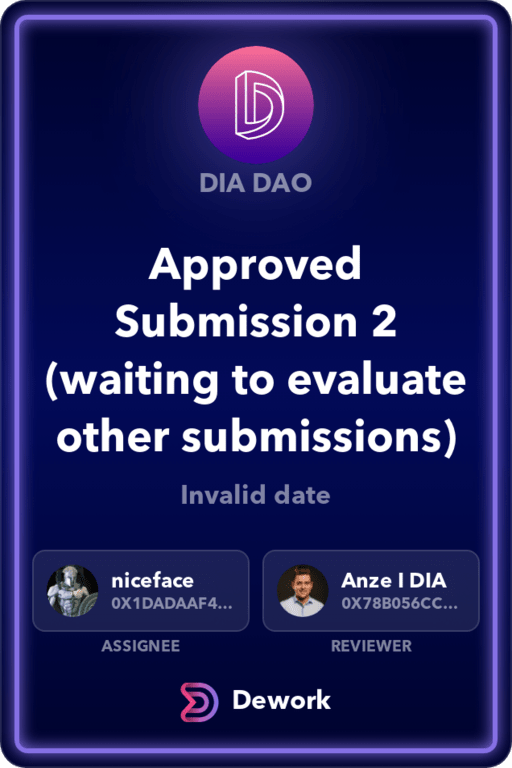 DIA DAO
Approved
Submission 2
(waiting to evaluate
other submissions)
Invalid date
niceface
0X1DADAAF4...
ASSIGNEE
Anze I DIA
0X78B056CC...
REVIEWER
Dework